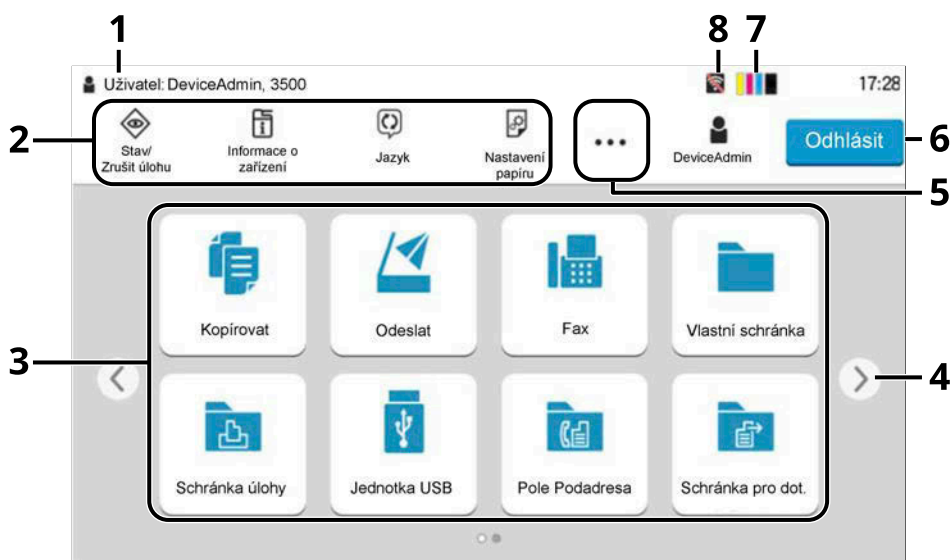 1
8 7
Uživatel: DeviceAdmin, 3500
17:28
2
Stav/
Zrušit úlohu
Informace o
zařízení
Jazyk
Nastavení
papíru
DeviceAdmin
Odhlásit
6
5
3
Kopírovat
Odeslat
Fax
Vlastní schránka
4
Schránka úlohy
Jednotka USB
Pole Podadresa
Schránka pro dot.